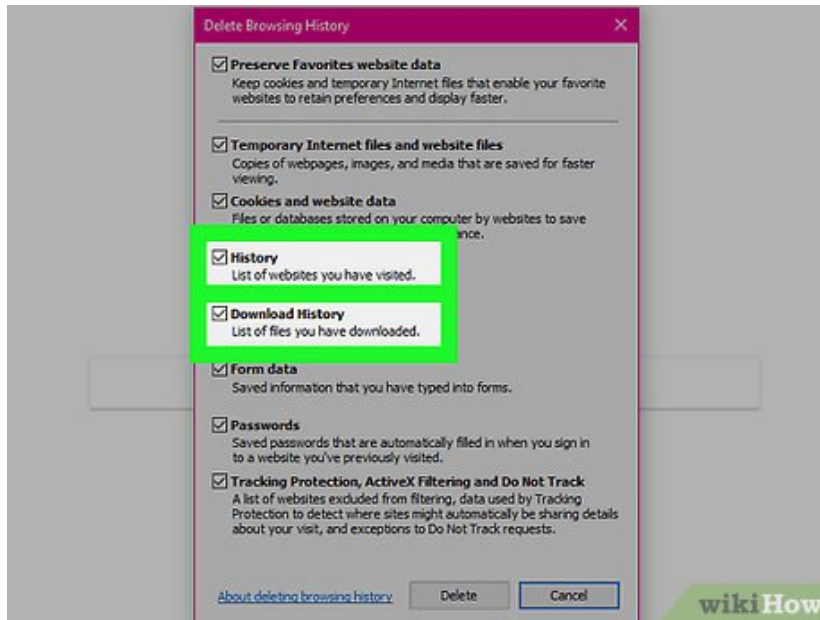 Delete Browsing History
Preserve Favorites website data
Keep cookies and temporary Internet files that enable your favorite
websites to retain preferences and display faster.
Temporary Internet files and website files
Copies of webpages, images, and media that are saved for faster
viewing.
Cookies and website data
Files or databases stored on your computer by websites to save
ance.
History
List of websites you have visited.
Download History
List of files you have downloaded.
Form data
Saved information that you have typed into forms.
Passwords
Saved passwords that are automatically filled in when you sign in
to a website you've previously visited.
Tracking Protection, ActiveX Filtering and Do Not Track
A list of websites excluded from filtering, data used by Tracking
Protection to detect where sites might automatically be sharing details
about your visit, and exceptions to Do Not Track requests.
About deleting browsing history Delete Cancel
wikiHow